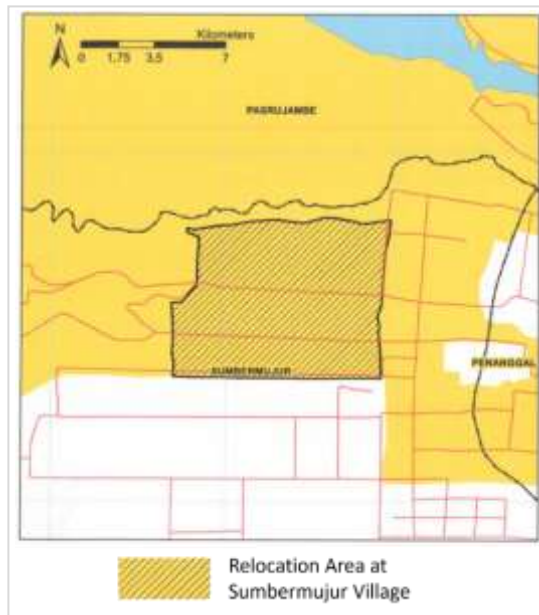 N
Kilometers
0 1,75 3,5 7
PASRUJAMBE
SUMBERMUJUR
PENANGGAL
Relocation Area at
Sumbermujur Village